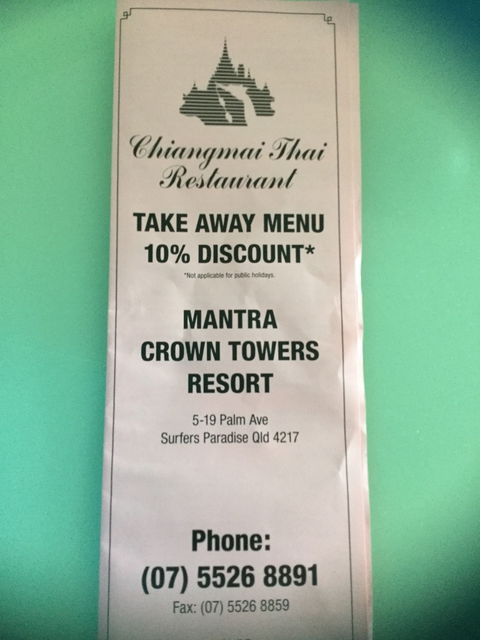 Chiangmai Thai
Restaurant
TAKE AWAY MENU
10% DISCOUNT*
*Not applicable for public holidays.
MANTRA
CROWN TOWERS
RESORT
5-19 Palm Ave
Surfers Paradise Qld 4217
Phone:
(07) 5526 8891
Fax: (07) 5526 8859